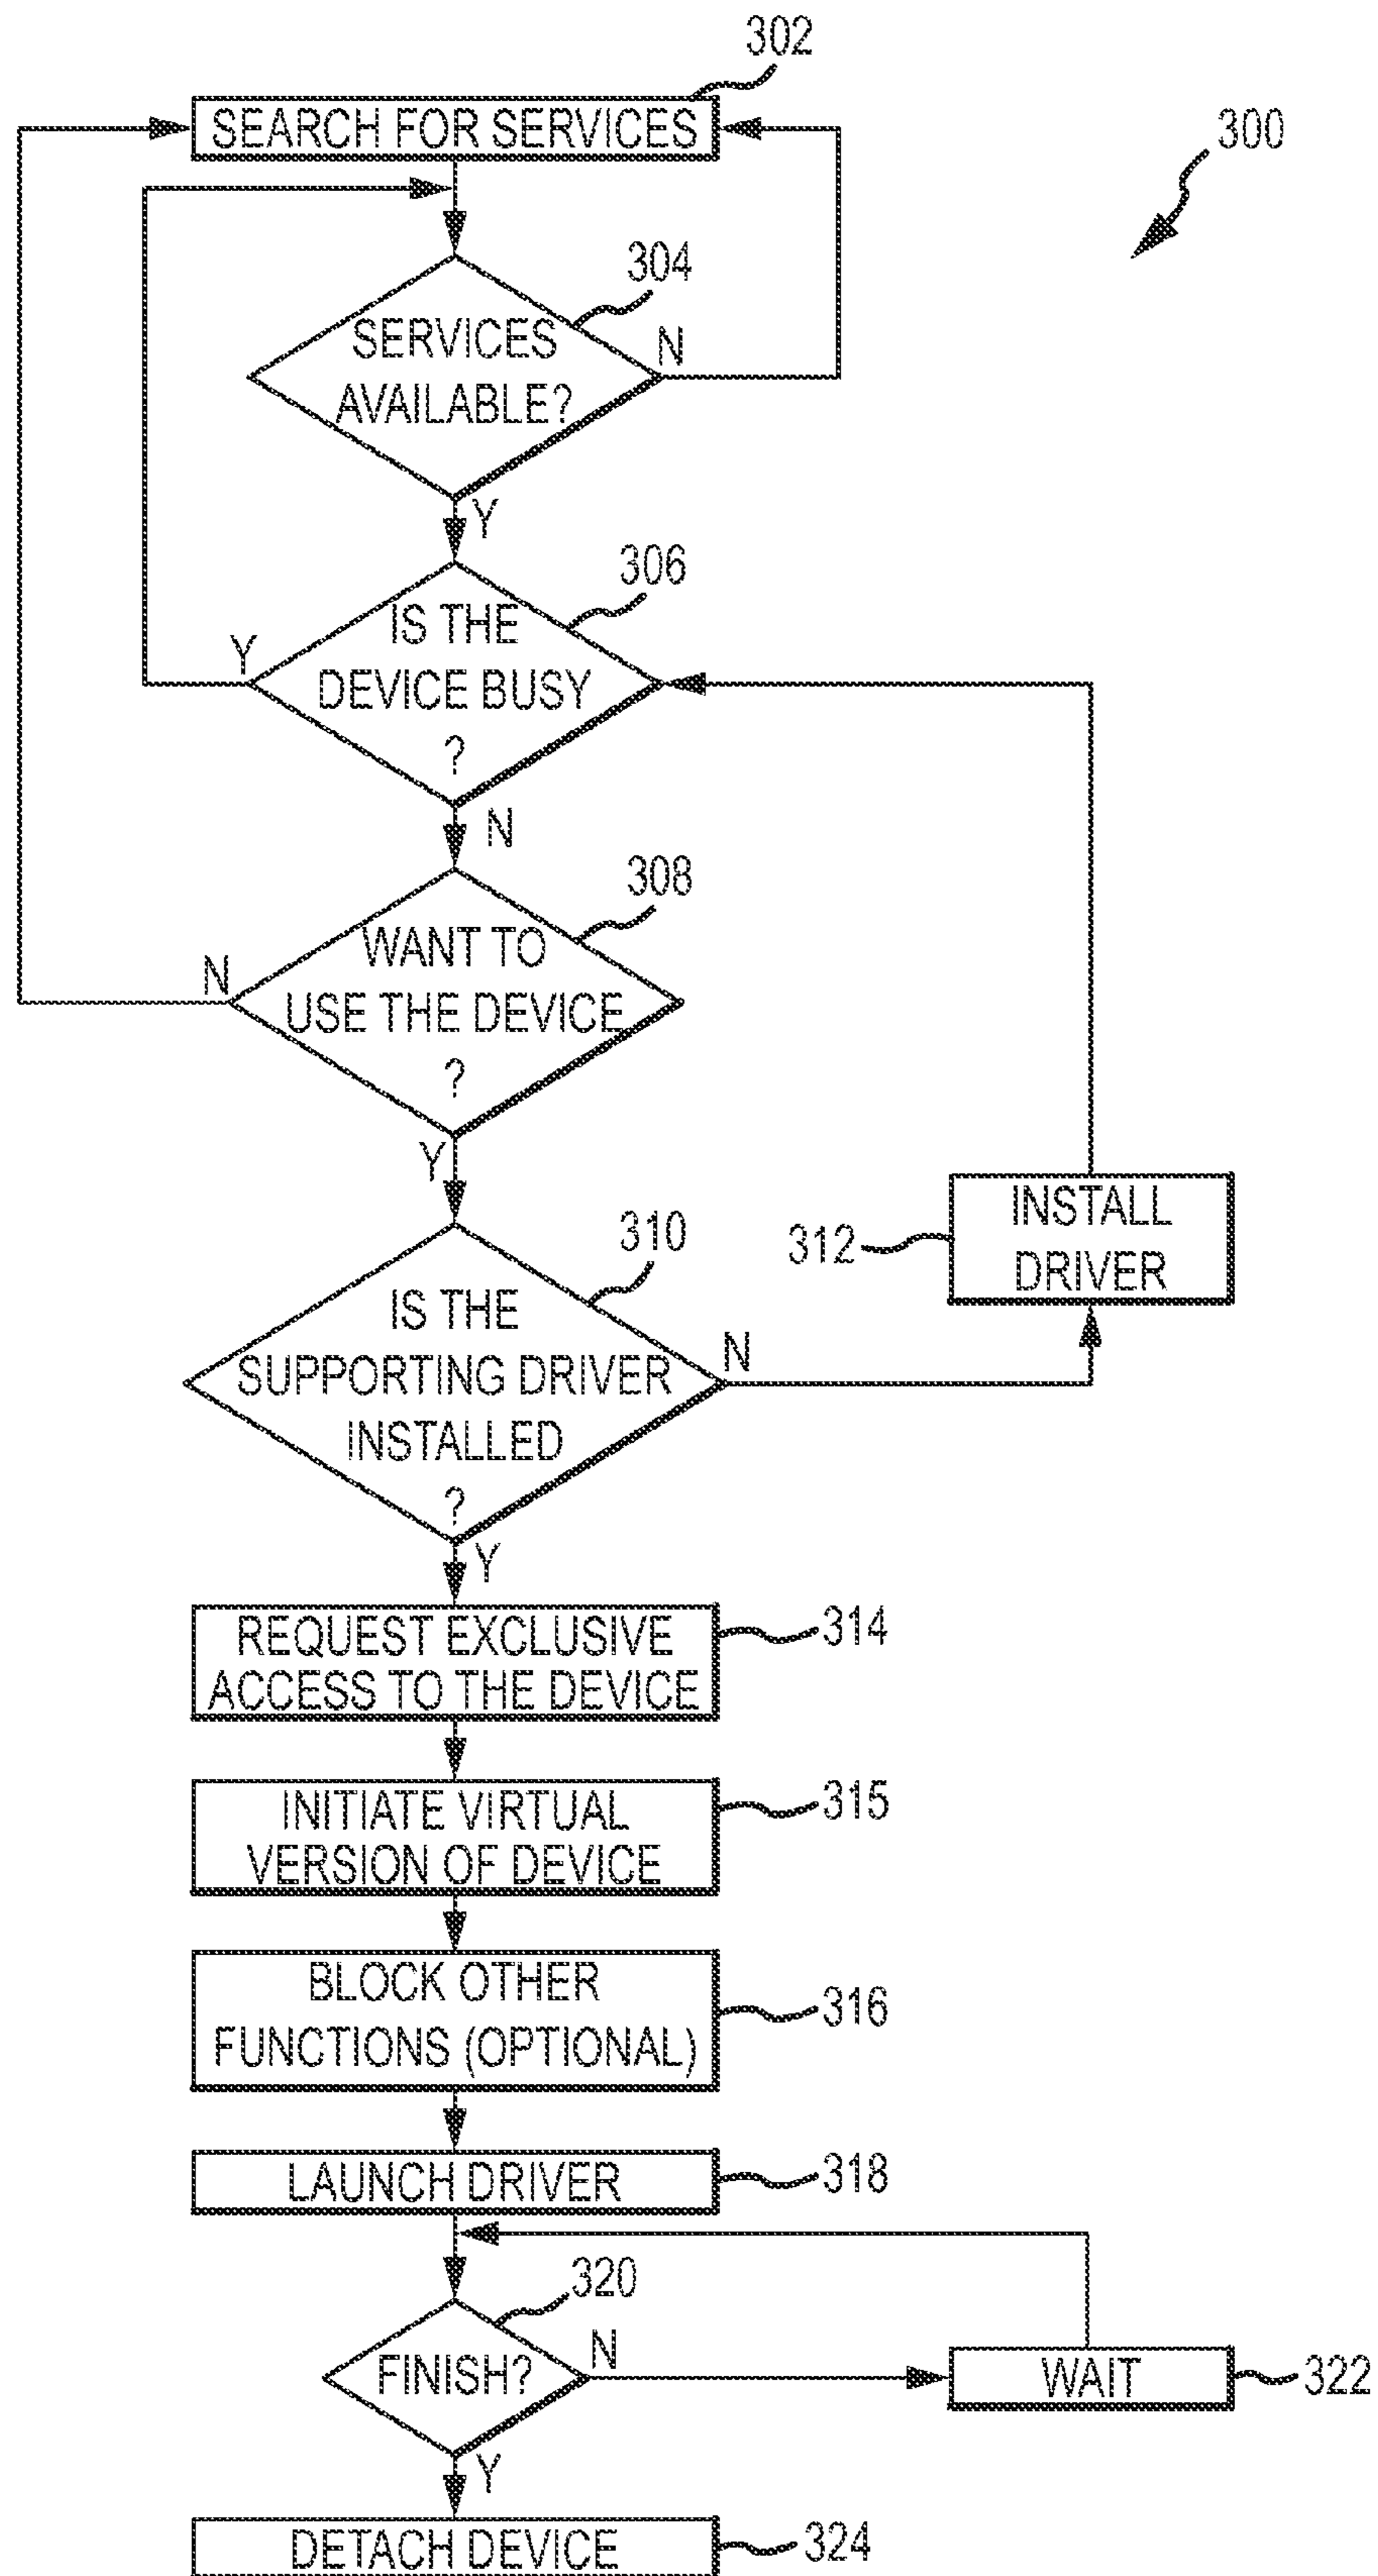 302
SEARCH FOR SERVICES
300
304
SERVICES
AVAILABLE?
N
Y
306
IS THE
DEVICE BUSY
?
Y
N
308
WANT TO
USE THE DEVICE
?
N
Y
310
IS THE
SUPPORTING DRIVER
INSTALLED
?
N
312
INSTALL
DRIVER
Y
REQUEST EXCLUSIVE
ACCESS TO THE DEVICE
314
INITIATE VIRTUAL
VERSION OF DEVICE
315
BLOCK OTHER
FUNCTIONS (OPTIONAL)
316
LAUNCH DRIVER
318
320
FINISH?
N
WAIT
322
Y
DETACH DEVICE
324